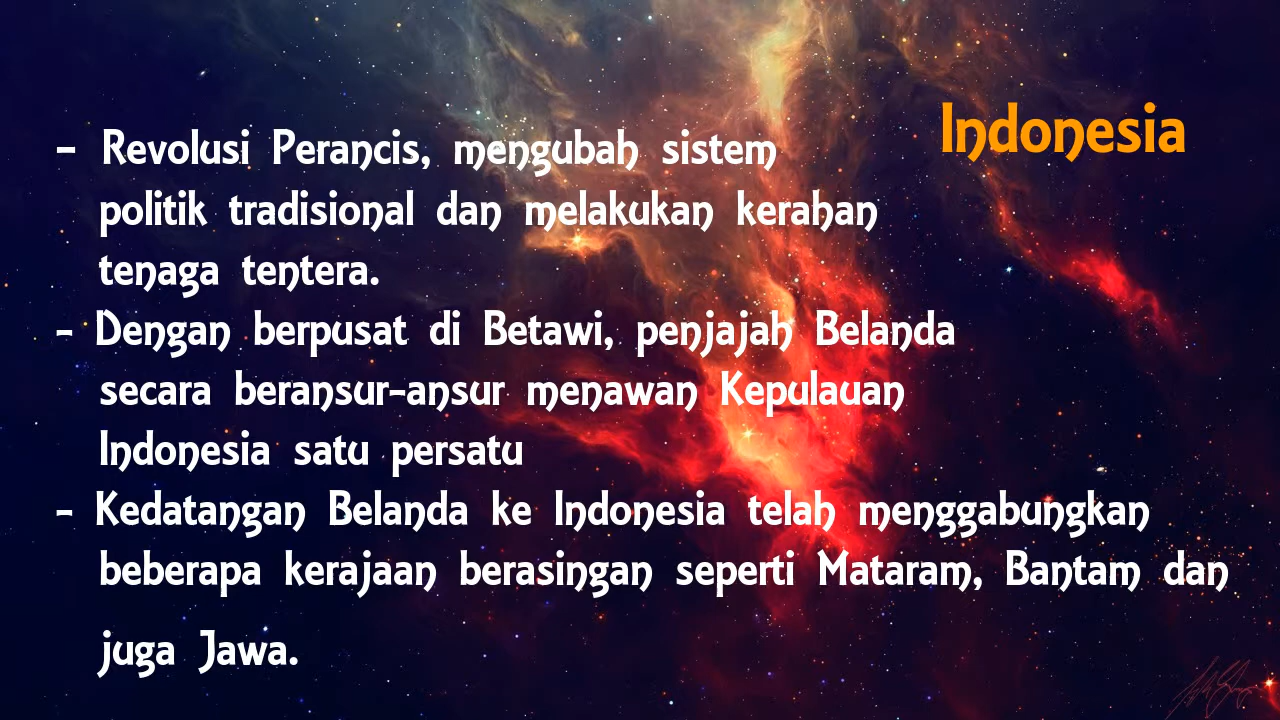 Indonesia
- Revolusi Perancis, mengubah sistem
politik tradisional dan melakukan kerahan
tenaga tentera.
- Dengan berpusat di Betawi, penjajah Belanda
secara beransur-ansur menawan Kepulauan
Indonesia satu persatu
- Kedatangan Belanda ke Indonesia telah menggabungkan
beberapa kerajaan berasingan seperti Mataram, Bantam dan
juga Jawa.